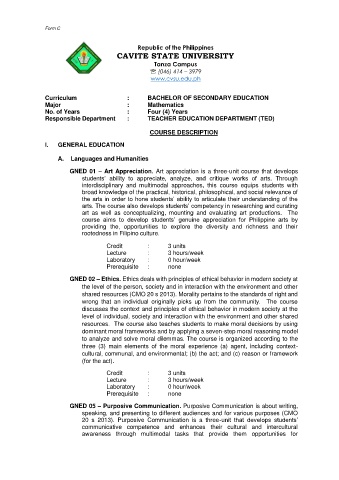 Form C
Republic of the Philippines
CAVITE STATE UNIVERSITY
Tanza Campus
☏ (046) 414 – 3979
www.cvsu.edu.ph
Curriculum : BACHELOR OF SECONDARY EDUCATION
Major : Mathematics
No. of Years : Four (4) Years
Responsible Department : TEACHER EDUCATION DEPARTMENT (TED)
COURSE DESCRIPTION
I. GENERAL EDUCATION
A. Languages and Humanities
GNED 01 – Art Appreciation. Art appreciation is a three-unit course that develops
students' ability to appreciate, analyze, and critique works of arts. Through
interdisciplinary and multimodal approaches, this course equips students with
broad knowledge of the practical, historical, philosophical, and social relevance of
the arts in order to hone students' ability to articulate their understanding of the
arts. The course also develops students' competency in researching and curating
art as well as conceptualizing, mounting and evaluating art productions. The
course aims to develop students' genuine appreciation for Philippine arts by
providing the, opportunities to explore the diversity and richness and their
rootedness in Filipino culture.
Credit : 3 units
Lecture : 3 hours/week
Laboratory : 0 hour/week
Prerequisite : none
GNED 02 – Ethics. Ethics deals with principles of ethical behavior in modern society at
the level of the person, society and in interaction with the environment and other
shared resources (CMO 20 s 2013). Morality pertains to the standards of right and
wrong that an individual originally picks up from the community. The course
discusses the context and principles of ethical behavior in modern society at the
level of individual, society and interaction with the environment and other shared
resources. The course also teaches students to make moral decisions by using
dominant moral frameworks and by applying a seven-step moral reasoning model
to analyze and solve moral dilemmas. The course is organized according to the
three (3) main elements of the moral experience (a) agent, including context-
cultural, communal, and environmental; (b) the act; and (c) reason or framework
(for the act).
Credit : 3 units
Lecture : 3 hours/week
Laboratory : 0 hour/week
Prerequisite : none
GNED 05 – Purposive Communication. Purposive Communication is about writing,
speaking, and presenting to different audiences and for various purposes (CMO
20 s 2013). Purposive Communication is a three-unit that develops students'
communicative competence and enhances their cultural and intercultural
awareness through multimodal tasks that provide them opportunities for